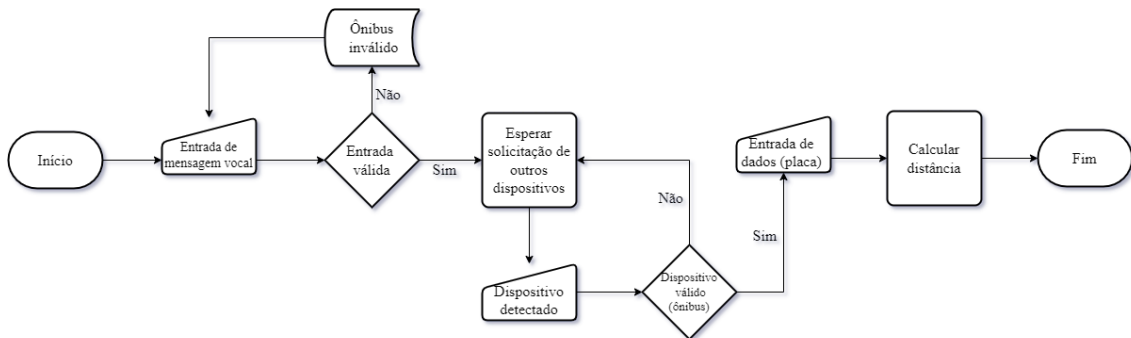 Ônibus
inválido
Não
Início
Entrada de
mensagem vocal
Entrada
válida
Sim
Esperar
solicitação de
outros
dispositivos
Dispositivo
detectado
Dispositivo
válido
(ônibus)
Não
Sim
Entrada de
dados (placa)
Calcular
distância
Fim